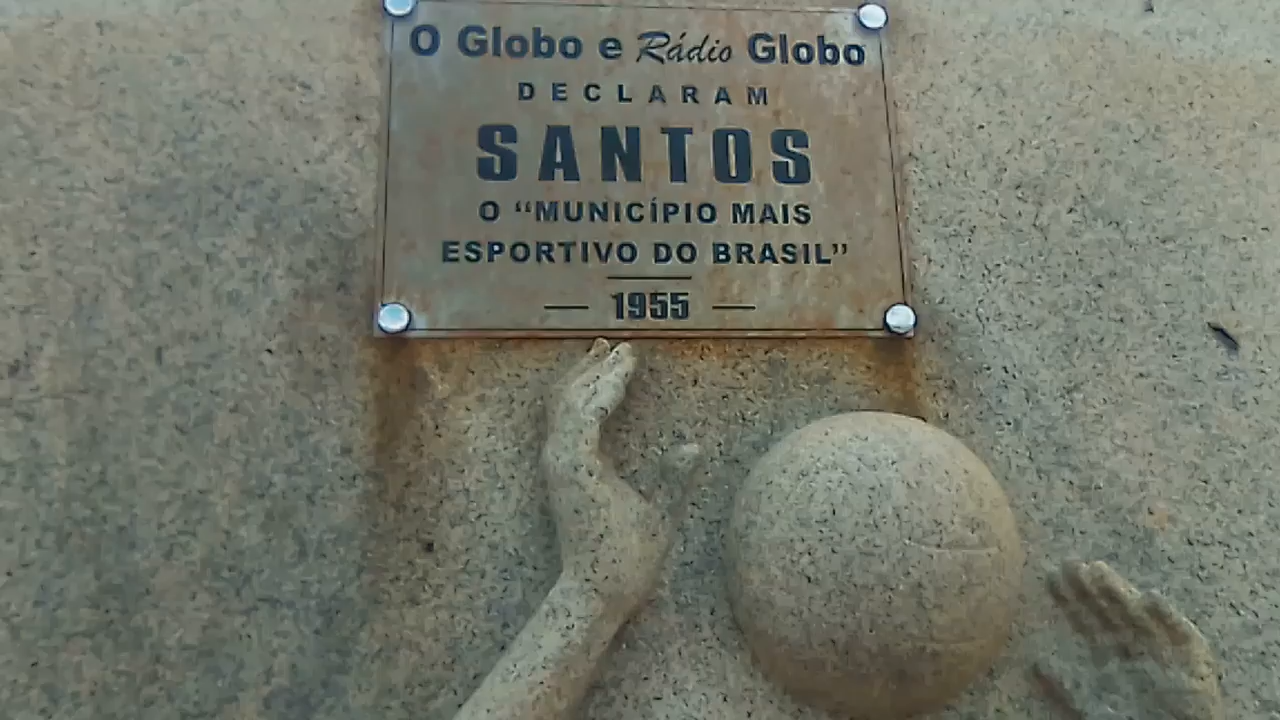 O Globo e Rádio Globo
DECLARAM
SANTOS
O “MUNICÍPIO MAIS
ESPORTIVO DO BRASIL”
1955